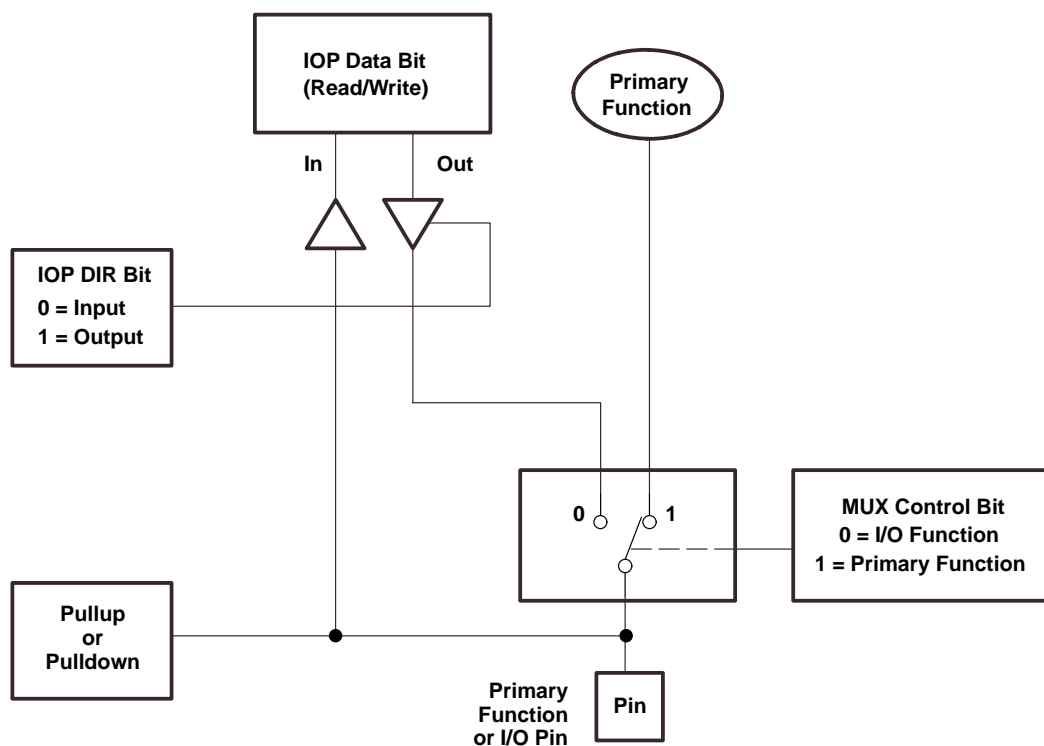 IOP Data Bit
(Read/Write)
Primary
Function
In
Out
IOP DIR Bit
0 = Input
1 = Output
0
1
MUX Control Bit
0 = I/O Function
1 = Primary Function
Pullup
or
Pulldown
Primary
Function
or I/O Pin
Pin